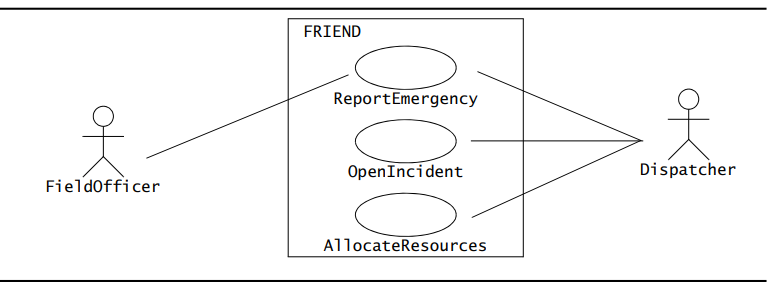 FRIEND
ReportEmergency
OpenIncident
Dispatcher
FieldOfficer
AllocateResources